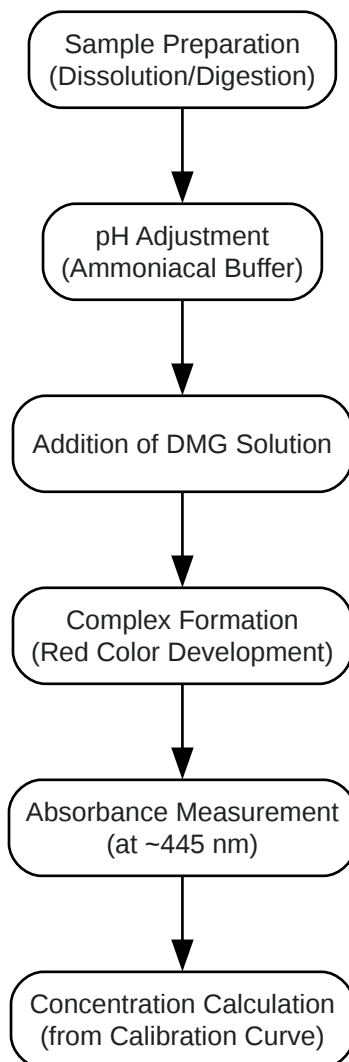 Sample Preparation
(Dissolution/Digestion)
pH Adjustment
(Ammoniacal Buffer)
Addition of DMG Solution
Complex Formation
(Red Color Development)
Absorbance Measurement
(at ~445 nm)
Concentration Calculation
(from Calibration Curve)